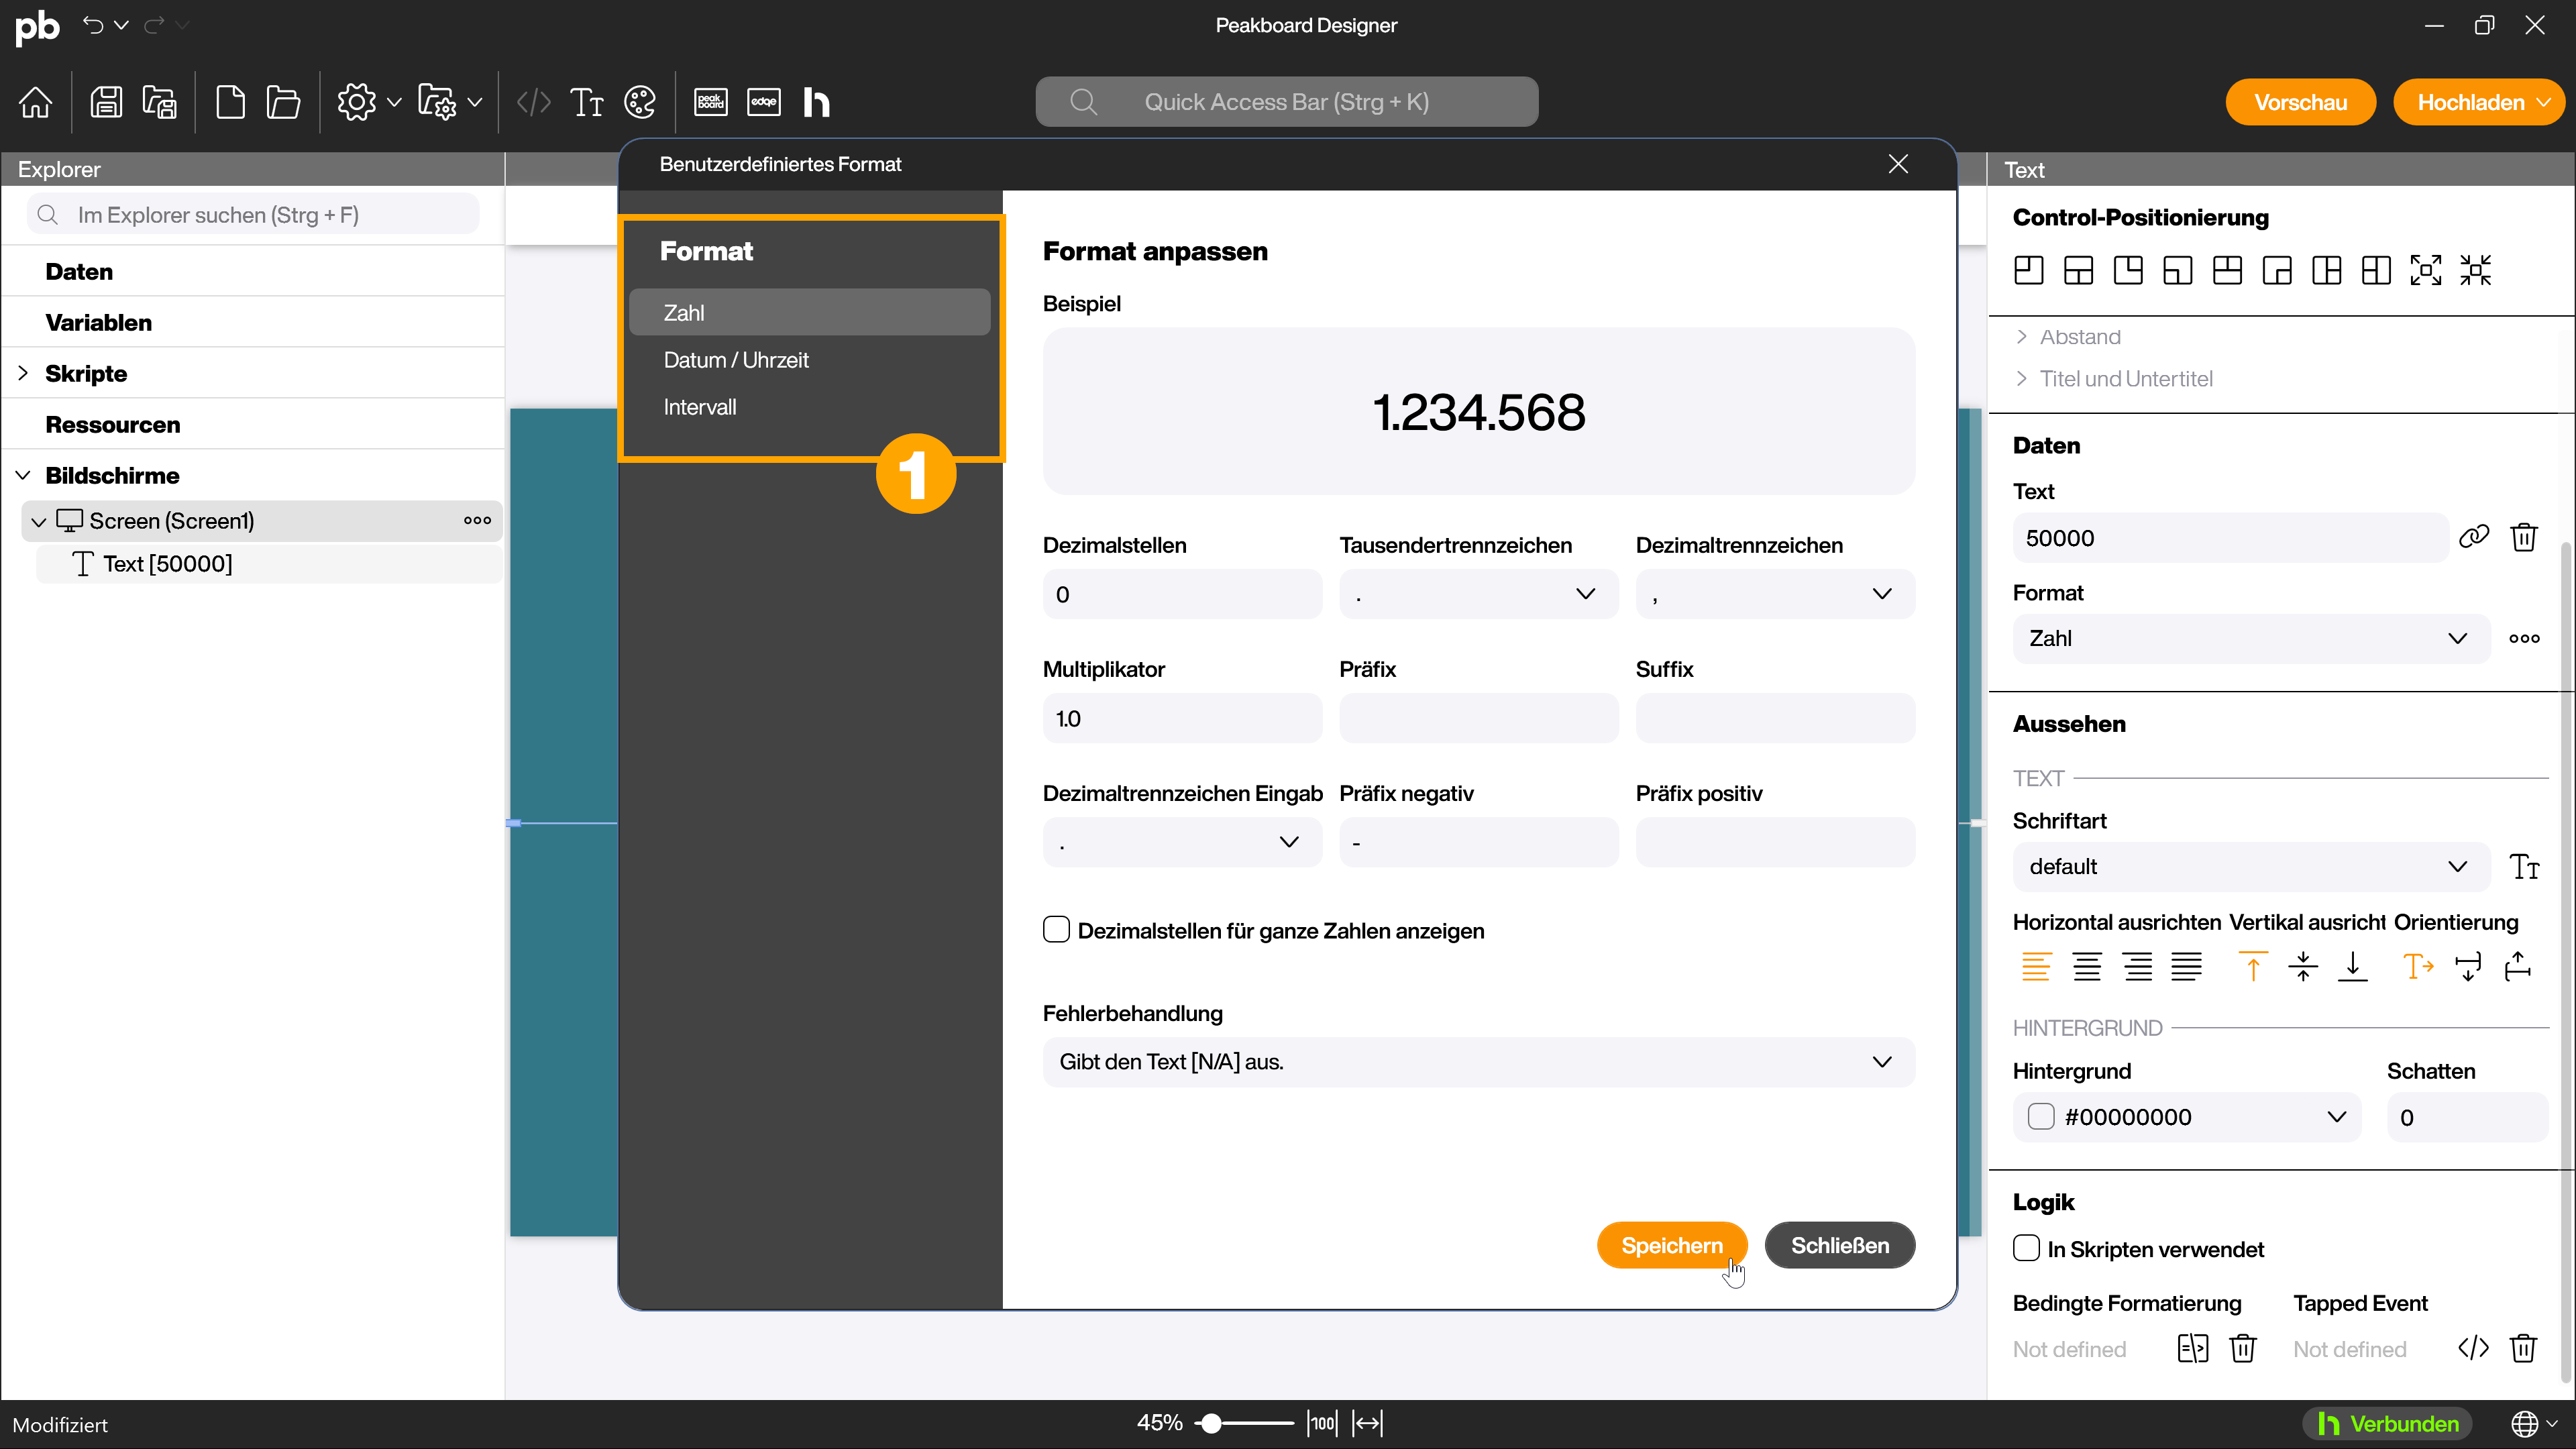 pb
Peakboard Designer
peak board
edge
h
Quick Access Bar (Strg + K)
Vorschau
Hochladen
Explorer
Im Explorer suchen (Strg + F)
Daten
Variablen
Skripte
Ressourcen
Bildschirme
Screen (Screen1)
Text [50000]
Benutzerdefiniertes Format
Format
Zahl
Datum / Uhrzeit
Intervall
1
Format anpassen
Beispiel
1.234.568
Dezimalstellen Tausendertrennzeichen Dezimaltrennzeichen
0 . ,
Multiplikator Präfix Suffix
1.0
Dezimaltrennzeichen Eingab Präfix negativ Präfix positiv
. -
Dezimalstellen für ganze Zahlen anzeigen
Fehlerbehandlung
Gibt den Text [N/A] aus.
Speichern Schließen
Text
Control-Positionierung
Abstand
Titel und Untertitel
Daten
Text
50000
Format
Zahl
Aussehen
TEXT
Schriftart
default
Horizontal ausrichten Vertikal ausricht Orientierung
HINTERGRUND
Hintergrund Schatten
#00000000 0
Logik
In Skripten verwendet
Bedingte Formatierung Tapped Event
Not defined Not defined
Modifiziert
45%
100
h Verbunden